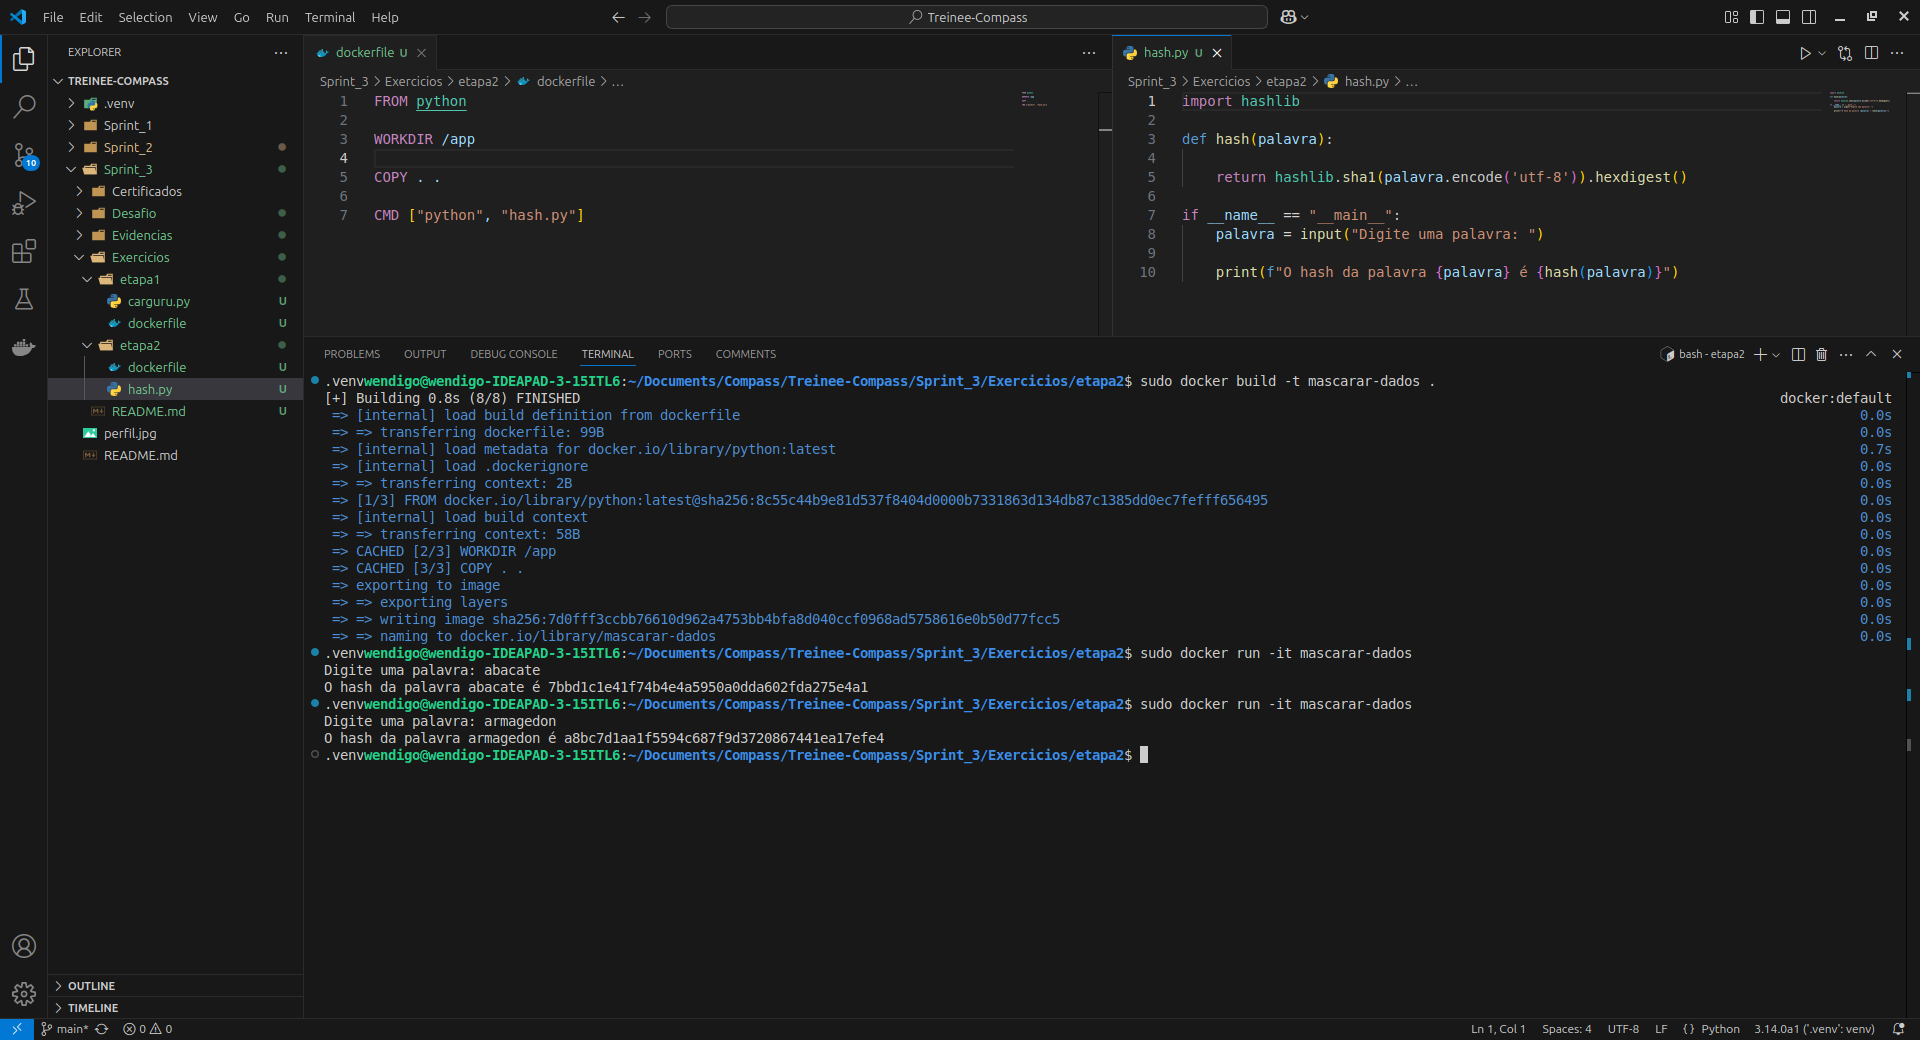 File Edit Selection View Go Run Terminal Help
Treinee-Compass
EXPLORER
TREINEE-COMPASS
.venv
Sprint_1
Sprint_2
Sprint_3
Certificados
Desafio
Evidencias
Exercicios
etapa1
carguru.py U
dockerfile U
etapa2
dockerfile U
hash.py U
README.md U
perfil.jpg
README.md
OUTLINE
TIMELINE
10
dockerfile U
Sprint_3 > Exercicios > etapa2 > dockerfile > ...
1 FROM python
2
3 WORKDIR /app
4
5 COPY . .
6
7 CMD ["python", "hash.py"]
hash.py U
Sprint_3 > Exercicios > etapa2 > hash.py > ...
1 import hashlib
2
3 def hash(palavra):
4
5 return hashlib.sha1(palavra.encode('utf-8')).hexdigest()
6
7 if __name__ == "__main__":
8 palavra = input("Digite uma palavra: ")
9
10 print(f"O hash da palavra {palavra} é {hash(palavra)}")
PROBLEMS OUTPUT DEBUG CONSOLE TERMINAL PORTS COMMENTS
bash - etapa2
.venvwendigo@wendigo-IDEAPAD-3-15ITL6:~/Documents/Compass/Treinee-Compass/Sprint_3/Exercicios/etapa2$ sudo docker build -t mascarar-dados .
[+] Building 0.8s (8/8) FINISHED docker:default
=> [internal] load build definition from dockerfile 0.0s
=> => transferring dockerfile: 99B 0.0s
=> [internal] load metadata for docker.io/library/python:latest 0.7s
=> [internal] load .dockerignore 0.0s
=> => transferring context: 2B 0.0s
=> [1/3] FROM docker.io/library/python:latest@sha256:8c55c44b9e81d537f8404d0000b7331863d134db87c1385dd0ec7fefff656495 0.0s
=> [internal] load build context 0.0s
=> => transferring context: 58B 0.0s
=> CACHED [2/3] WORKDIR /app 0.0s
=> CACHED [3/3] COPY . . 0.0s
=> exporting to image 0.0s
=> => exporting layers 0.0s
=> => writing image sha256:7d0fff3ccbb76610d962a4753bb4bfa8d040ccf0968ad5758616e0b50d77fcc5 0.0s
=> => naming to docker.io/library/mascarar-dados 0.0s
.venvwendigo@wendigo-IDEAPAD-3-15ITL6:~/Documents/Compass/Treinee-Compass/Sprint_3/Exercicios/etapa2$ sudo docker run -it mascarar-dados
Digite uma palavra: abacate
O hash da palavra abacate é 7bbd1c1e41f74b4e4a5950a0dda602fda275e4a1
.venvwendigo@wendigo-IDEAPAD-3-15ITL6:~/Documents/Compass/Treinee-Compass/Sprint_3/Exercicios/etapa2$ sudo docker run -it mascarar-dados
Digite uma palavra: armagedon
O hash da palavra armagedon é a8bc7d1aa1f5594c687f9d3720867441ea17efe4
.venvwendigo@wendigo-IDEAPAD-3-15ITL6:~/Documents/Compass/Treinee-Compass/Sprint_3/Exercicios/etapa2$
main* 0 0
Ln 1, Col 1 Spaces: 4 UTF-8 LF {} Python 3.14.0a1 ('.venv': venv)